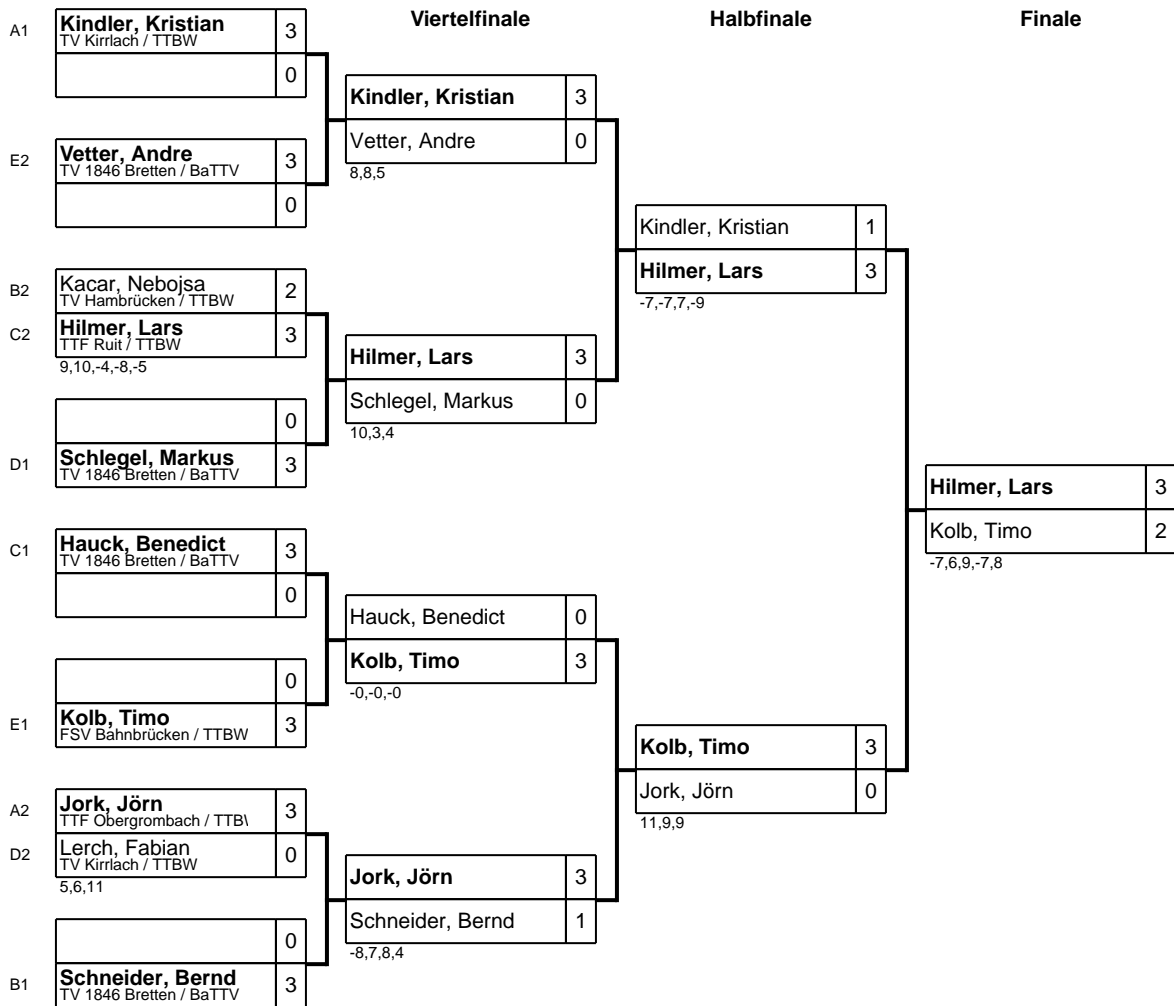 Viertelfinale
Halbfinale
Finale
A1
Kindler, Kristian
3
TV Kirrlach / TTBW
0
E2
Vetter, Andre
3
TV 1846 Bretten / BaTTV
0
B2
Kacar, Nebojsa
2
TV Hambrücken / TTBW
C2
Hilmer, Lars
3
TTF Ruit / TTBW
9,10,-4,-8,-5
0
D1
Schlegel, Markus
3
TV 1846 Bretten / BaTTV
C1
Hauck, Benedict
3
TV 1846 Bretten / BaTTV
0
0
E1
Kolb, Timo
3
FSV Bahnbrücken / TTBW
A2
Jork, Jörn
3
TTF Obergrombach / TTB\
D2
Lerch, Fabian
0
TV Kirrlach / TTBW
5,6,11
0
B1
Schneider, Bernd
3
TV 1846 Bretten / BaTTV
Kindler, Kristian 3
Vetter, Andre 0
8,8,5
Hilmer, Lars 3
Schlegel, Markus 0
10,3,4
Hauck, Benedict 0
Kolb, Timo 3
-0,-0,-0
Jork, Jörn 3
Schneider, Bernd 1
-8,7,8,4
Kindler, Kristian 1
Hilmer, Lars 3
-7,-7,7,-9
Kolb, Timo 3
Jork, Jörn 0
11,9,9
Hilmer, Lars 3
Kolb, Timo 2
-7,6,9,-7,8